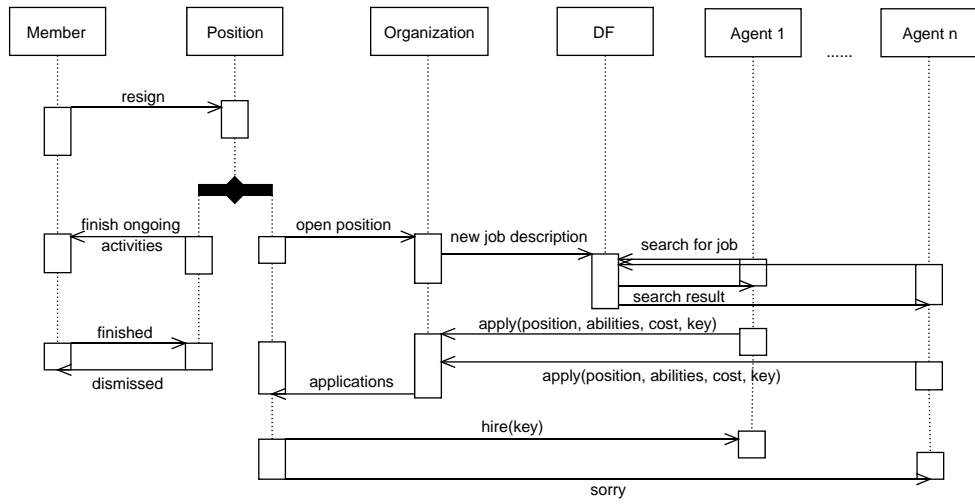 Member
Position
Organization
DF
Agent 1
......
Agent n
resign
finish ongoing
activities
open position
new job description
search for job
search result
finished
dismissed
apply(position, abilities, cost, key)
apply(position, abilities, cost, key)
applications
hire(key)
sorry